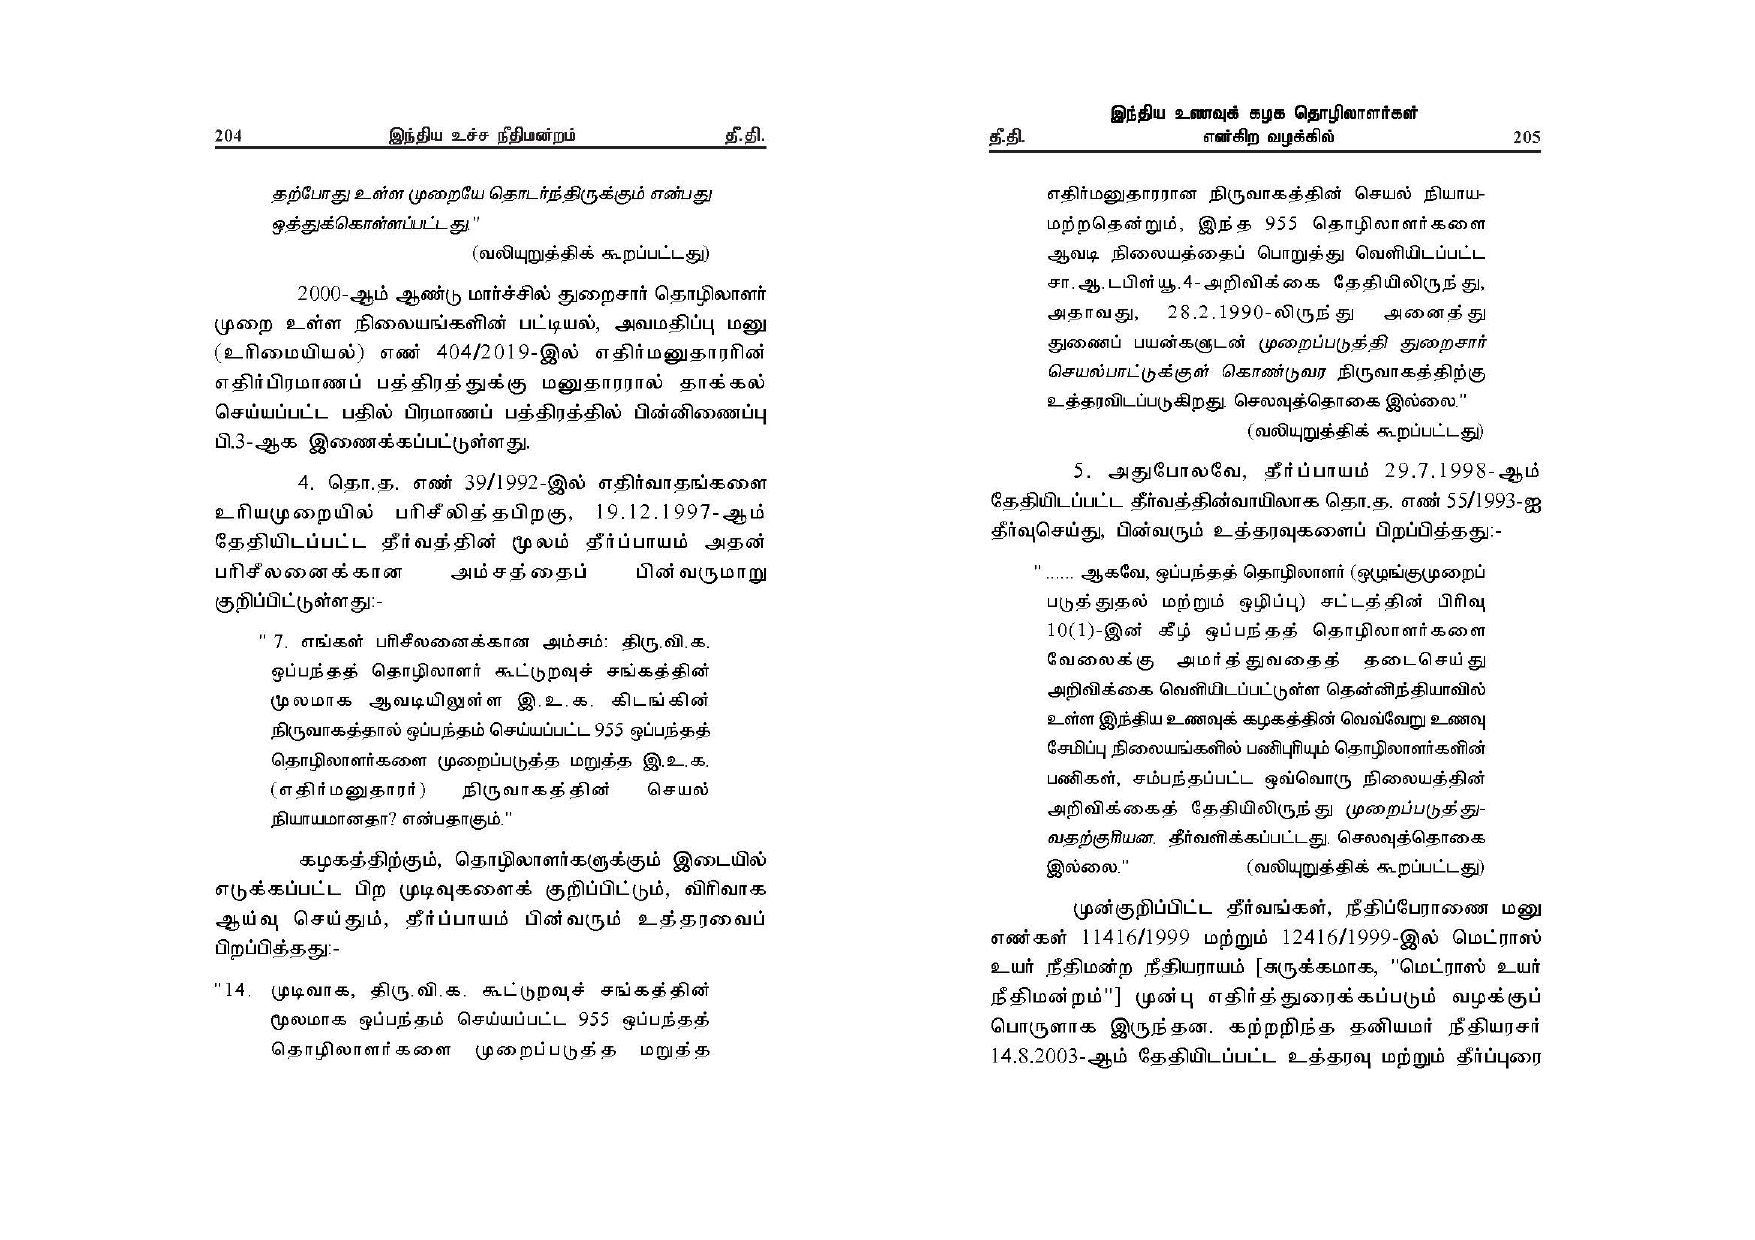 204 இந்திய உச்ச நீதிமன்றம் தீ.தி.
தற்போது உள்ள முறையே தொடர்ந்திருக்கும் என்பது
ஒத்துக்கொள்ளப்பட்டது."
(வலியுறுத்திக் கூறப்பட்டது)
2000-ஆம் ஆண்டு மார்ச்சில் துறைசார் தொழிலாளர்
முறை உள்ள நிலையங்களின் பட்டியல், அவமதிப்பு மனு
(உரிமையியல்) எண் 404/2019-இல் எதிர்மனுதாரரின்
எதிர்பிரமாணப் பத்திரத்துக்கு மனுதாரரால் தாக்கல்
செய்யப்பட்ட பதில் பிரமாணப் பத்திரத்தில் பின்னிணைப்பு
பி.3-ஆக இணைக்கப்பட்டுள்ளது.
4. தொ.த. எண் 39/1992-இல் எதிர்வாதங்களை
உரியமுறையில் பரிசீலித்தபிறகு, 19.12.1997-ஆம்
தேதியிடப்பட்ட தீர்வத்தின் மூலம் தீர்ப்பாயம் அதன்
பரிசீலனைக்கான அம்சத்தைப் பின்வருமாறு
குறிப்பிட்டுள்ளது:-
" 7. எங்கள் பரிசீலனைக்கான அம்சம்: திரு.வி.க.
ஒப்பந்தத் தொழிலாளர் கூட்டுறவுச் சங்கத்தின்
மூலமாக ஆவடியிலுள்ள இ.உ.க. கிடங்கின்
நிருவாகத்தால் ஒப்பந்தம் செய்யப்பட்ட 955 ஒப்பந்தத்
தொழிலாளர்களை முறைப்படுத்த மறுத்த இ.உ.க.
(எதிர்மனுதாரர்) நிருவாகத்தின் செயல்
நியாயமானதா? என்பதாகும்."
கழகத்திற்கும், தொழிலாளர்களுக்கும் இடையில்
எடுக்கப்பட்ட பிற முடிவுகளைக் குறிப்பிட்டும், விரிவாக
ஆய்வு செய்தும், தீர்ப்பாயம் பின்வரும் உத்தரவைப்
பிறப்பித்தது:-
"14. முடிவாக, திரு.வி.க. கூட்டுறவுச் சங்கத்தின்
மூலமாக ஒப்பந்தம் செய்யப்பட்ட 955 ஒப்பந்தத்
தொழிலாளர்களை முறைப்படுத்த மறுத்த
இந்திய உணவுக் கழக தொழிலாளர்கள்
தீ.தி. என்கிற வழக்கில் 205
எதிர்மனுதாரரான நிருவாகத்தின் செயல் நியாய-
மற்றதென்றும், இந்த 955 தொழிலாளர்களை
ஆவடி நிலையத்தைப் பொறுத்து வெளியிடப்பட்ட
சா.ஆ.டபிள்யூ.4-அறிவிக்கை தேதியிலிருந்து,
அதாவது, 28.2.1990-லிருந்து அனைத்து
துணைப் பயன்களுடன் முறைப்படுத்தி துறைசார்
செயல்பாட்டுக்குள் கொண்டுவர நிருவாகத்திற்கு
உத்தரவிடப்படுகிறது. செலவுத்தொகை இல்லை."
(வலியுறுத்திக் கூறப்பட்டது)
5. அதுபோலவே, தீர்ப்பாயம் 29.7.1998-ஆம்
தேதியிடப்பட்ட தீர்வத்தின்வாயிலாக தொ.த. எண் 55/1993-ஐ
தீர்வுசெய்து, பின்வரும் உத்தரவுகளைப் பிறப்பித்தது:-
" ...... ஆகவே, ஒப்பந்தத் தொழிலாளர் (ஒழுங்குமுறைப்
படுத்துதல் மற்றும் ஒழிப்பு) சட்டத்தின் பிரிவு
10(1)-இன் கீழ் ஒப்பந்தத் தொழிலாளர்களை
வேலைக்கு அமர்த்துவதைத் தடைசெய்து
அறிவிக்கை வெளியிடப்பட்டுள்ள தென்னிந்தியாவில்
உள்ள இந்திய உணவுக் கழகத்தின் வெவ்வேறு உணவு
சேமிப்பு நிலையங்களில் பணிபுரியும் தொழிலாளர்களின்
பணிகள், சம்பந்தப்பட்ட ஒவ்வொரு நிலையத்தின்
அறிவிக்கைத் தேதியிலிருந்து முறைப்படுத்து-
வதற்குரியன. தீர்வளிக்கப்பட்டது. செலவுத்தொகை
இல்லை." (வலியுறுத்திக் கூறப்பட்டது)
முன்குறிப்பிட்ட தீர்வங்கள், நீதிப்பேராணை மனு
எண்கள் 11416/1999 மற்றும் 12416/1999-இல் மெட்ராஸ்
உயர் நீதிமன்ற நீதியராயம் [சுருக்கமாக, "மெட்ராஸ் உயர்
நீதிமன்றம்"] முன்பு எதிர்த்துரைக்கப்படும் வழக்குப்
பொருளாக இருந்தன. கற்றறிந்த தனியமர் நீதியரசர்
14.8.2003-ஆம் தேதியிடப்பட்ட உத்தரவு மற்றும் தீர்ப்புரை